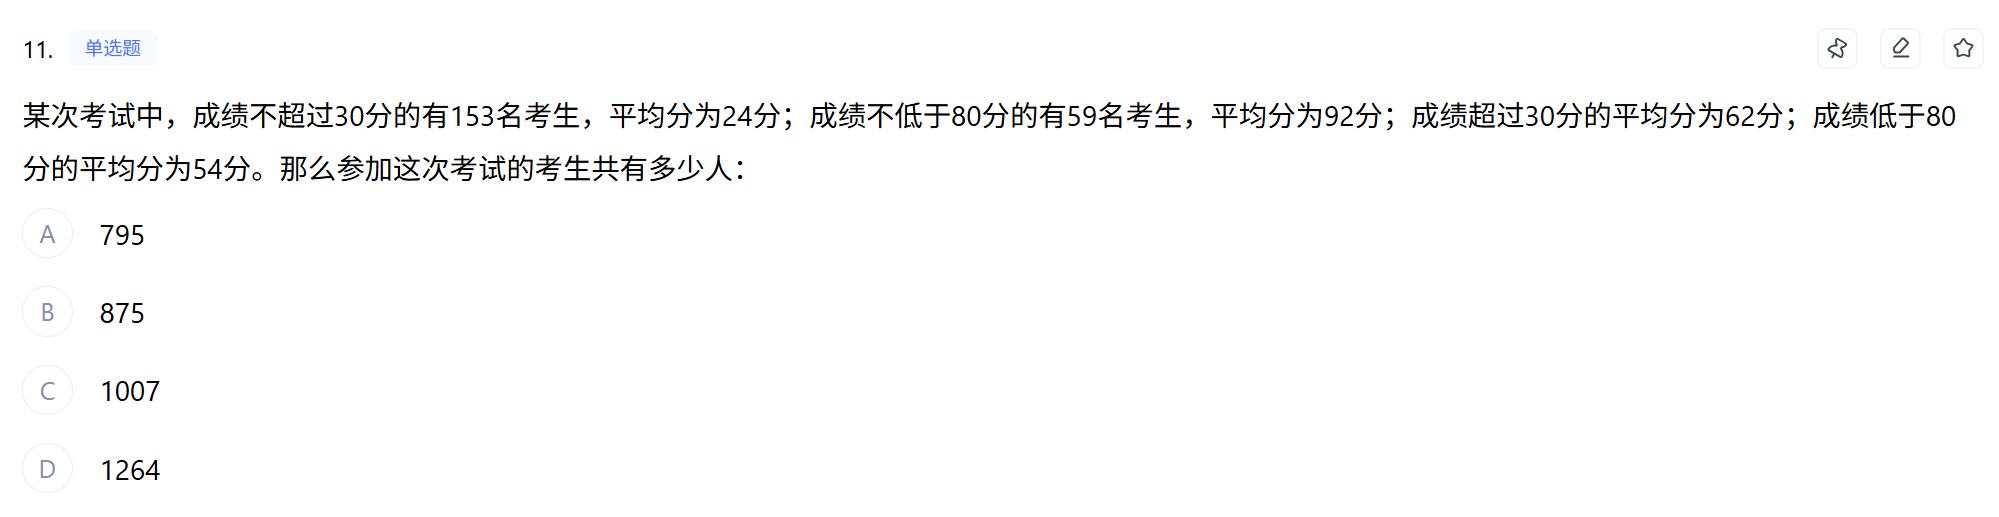 11. 单选题
某次考试中，成绩不超过30分的有153名考生，平均分为24分；成绩不低于80分的有59名考生，平均分为92分；成绩超过30分的平均分为62分；成绩低于80
分的平均分为54分。那么参加这次考试的考生共有多少人：
A 795
B 875
C 1007
D 1264